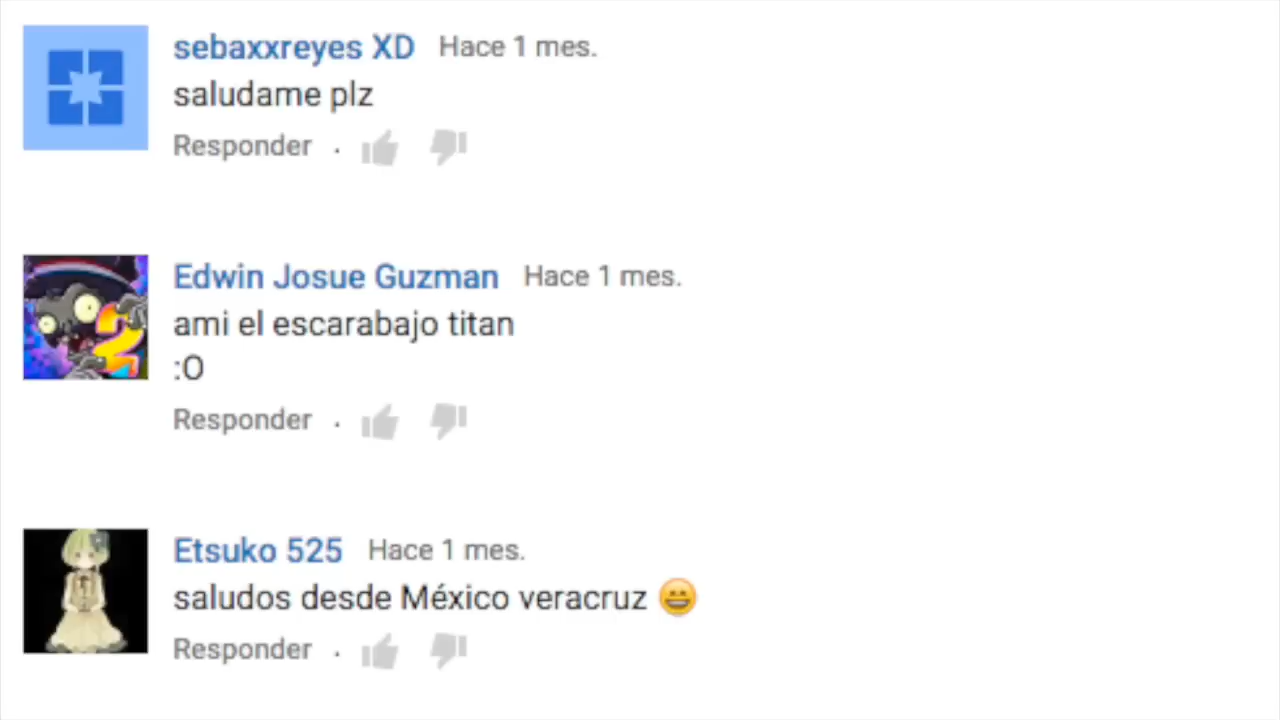 sebaxxreyes XD Hace 1 mes.
saludame plz
Responder .
Edwin Josue Guzman Hace 1 mes.
ami el escarabajo titan
:O
Responder .
2
Etsuko 525 Hace 1 mes.
saludos desde México veracruz 😄
Responder .